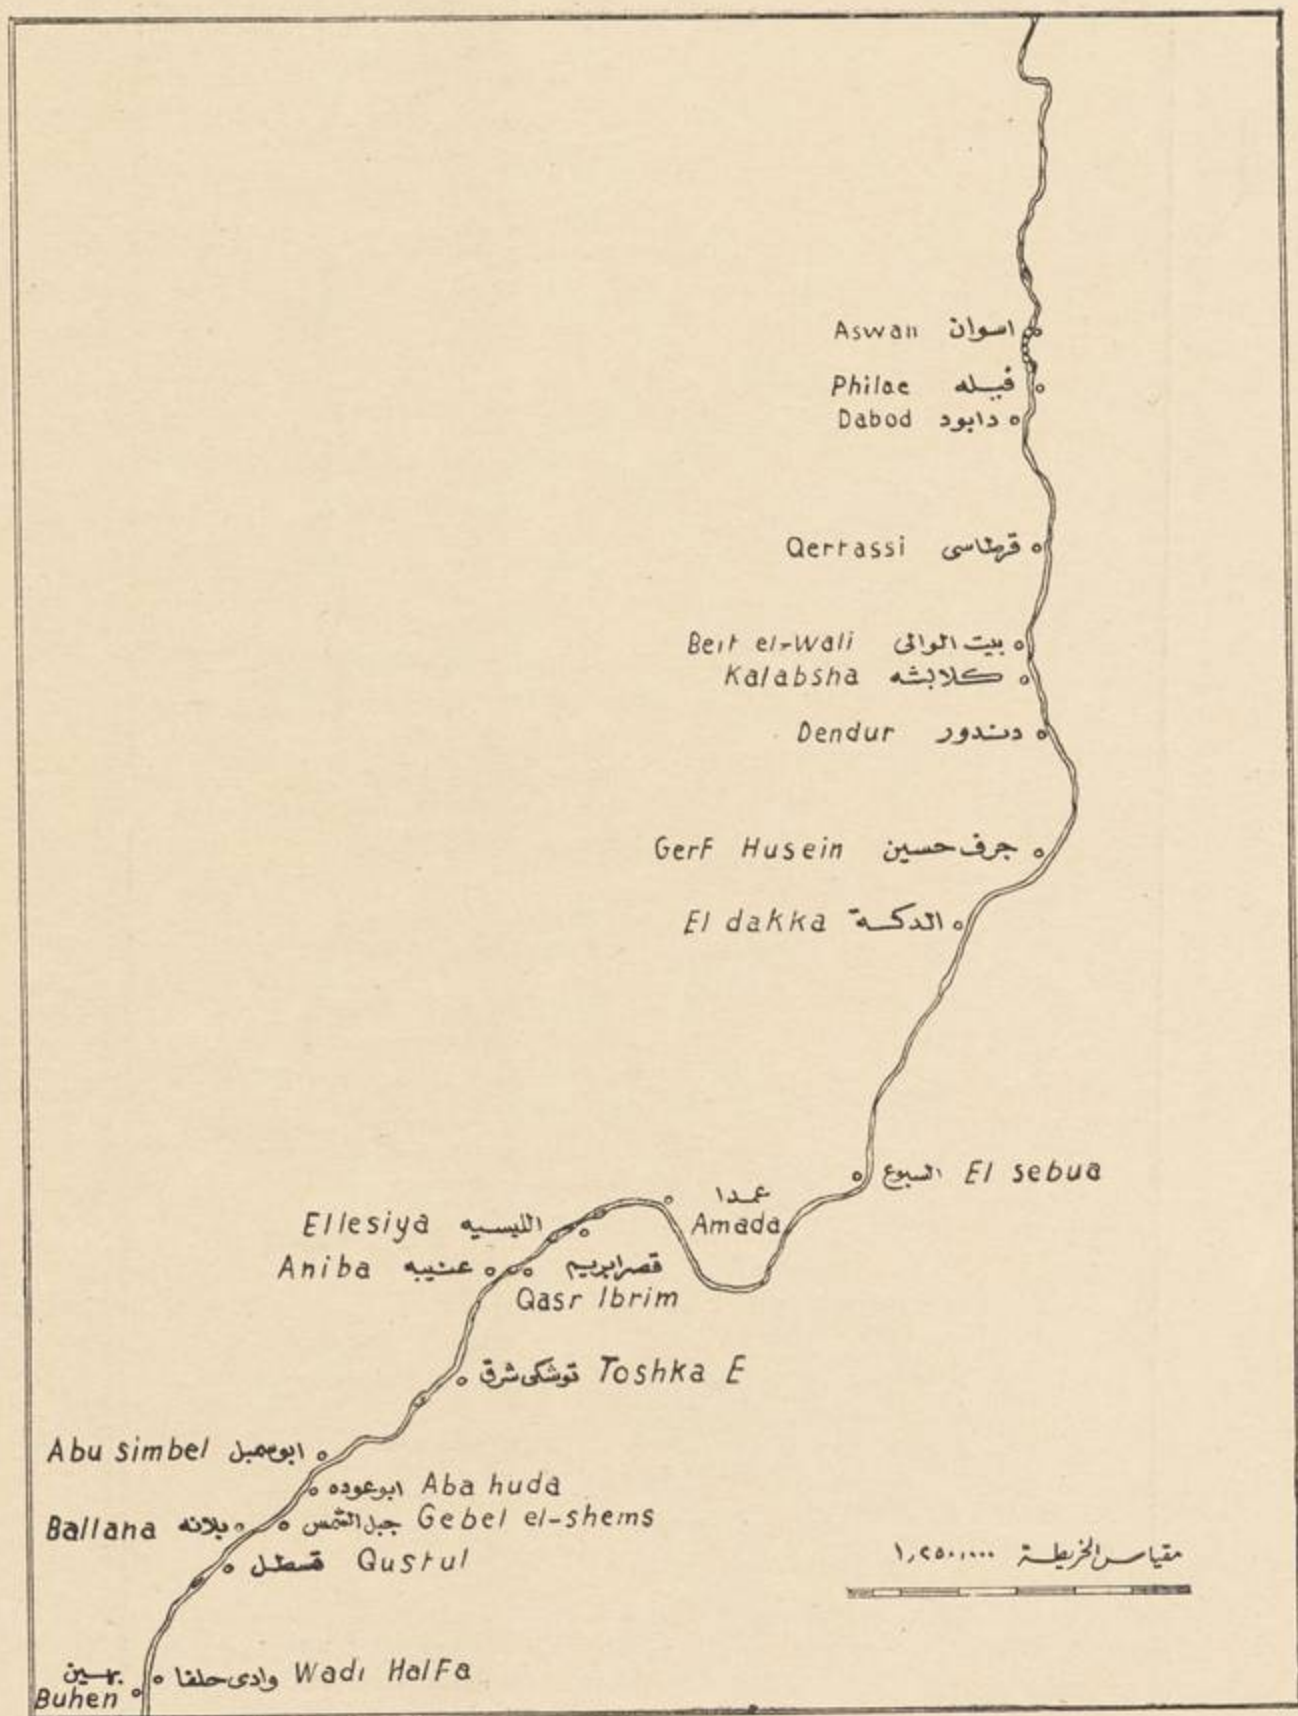 Aswan اسوان
Philae فيله
Dabod دابود
Qertassi قرطاسى
Beit el-Wali بيت الوالى
Kalabsha كلابشه
Dendur دندور
Gerf Husein جرف حسين
El dakka الدكة
السبوع El sebua
عمدا
Amada
Ellesiya الليسيه
Aniba عنيبه
قصر ابريم
Qasr Ibrim
توشكى شرق Toshka E
Abu simbel ابوسمبل
ابوعوده Aba huda
Ballana بلانه
جبل الشمس Gebel el-shems
قسطل Qustul
مقياس الخريطة ١,٢٥٠,٠٠٠
بهين
Buhen
وادى حلفا Wadi Halfa